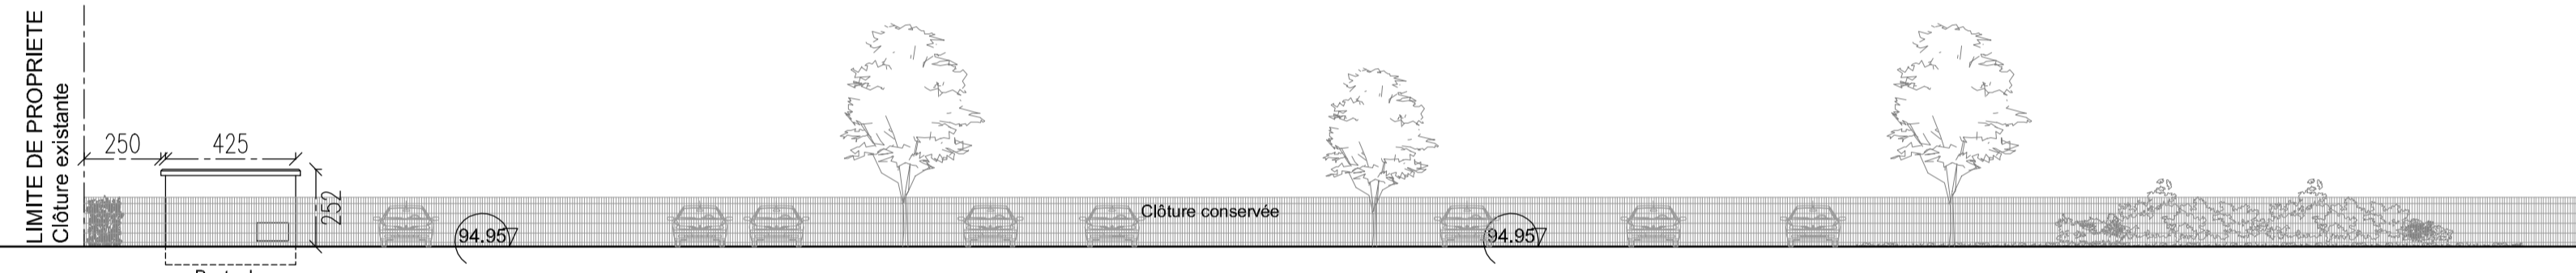 LIMITE DE PROPRIETE
Clôture existante
250
425
252
94.95
Clôture conservée
94.95